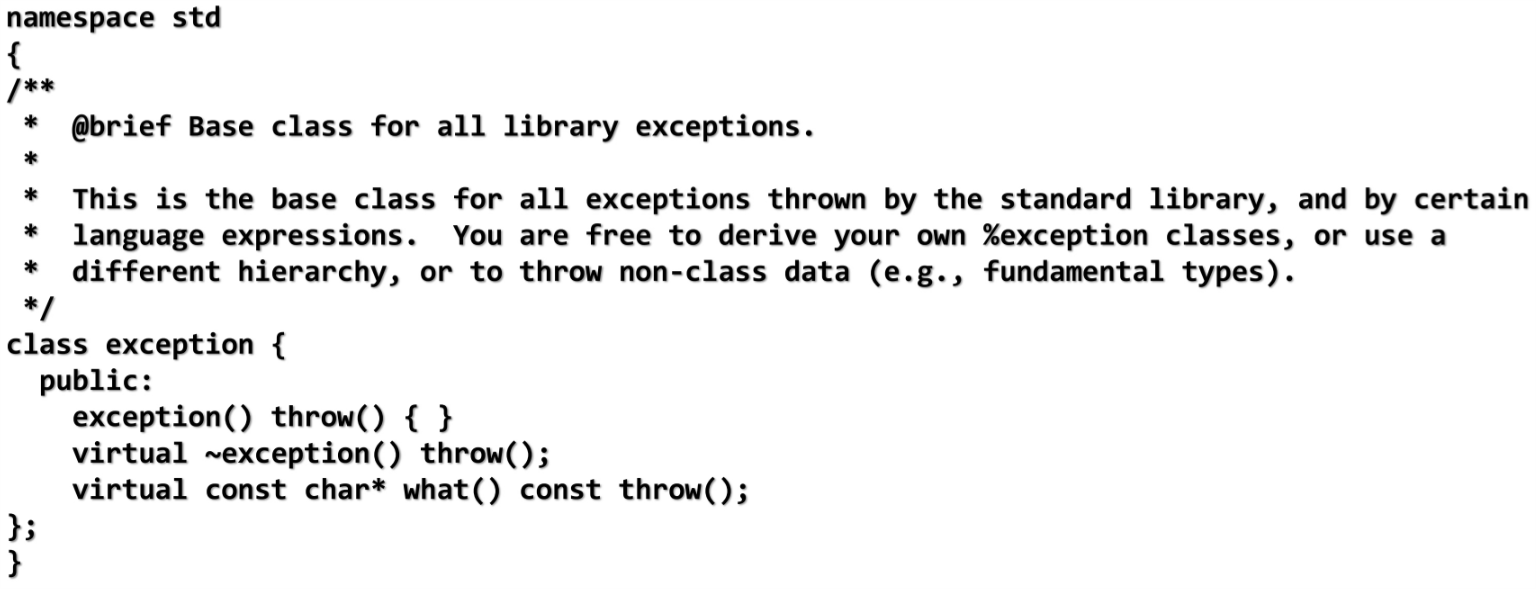 namespace std
{
/**
 *  @brief Base class for all library exceptions.
 *
 *  This is the base class for all exceptions thrown by the standard library, and by certain
 *  language expressions.  You are free to derive your own %exception classes, or use a
 *  different hierarchy, or to throw non-class data (e.g., fundamental types).
 */
class exception {
  public:
    exception() throw() { }
    virtual ~exception() throw();
    virtual const char* what() const throw();
};
}